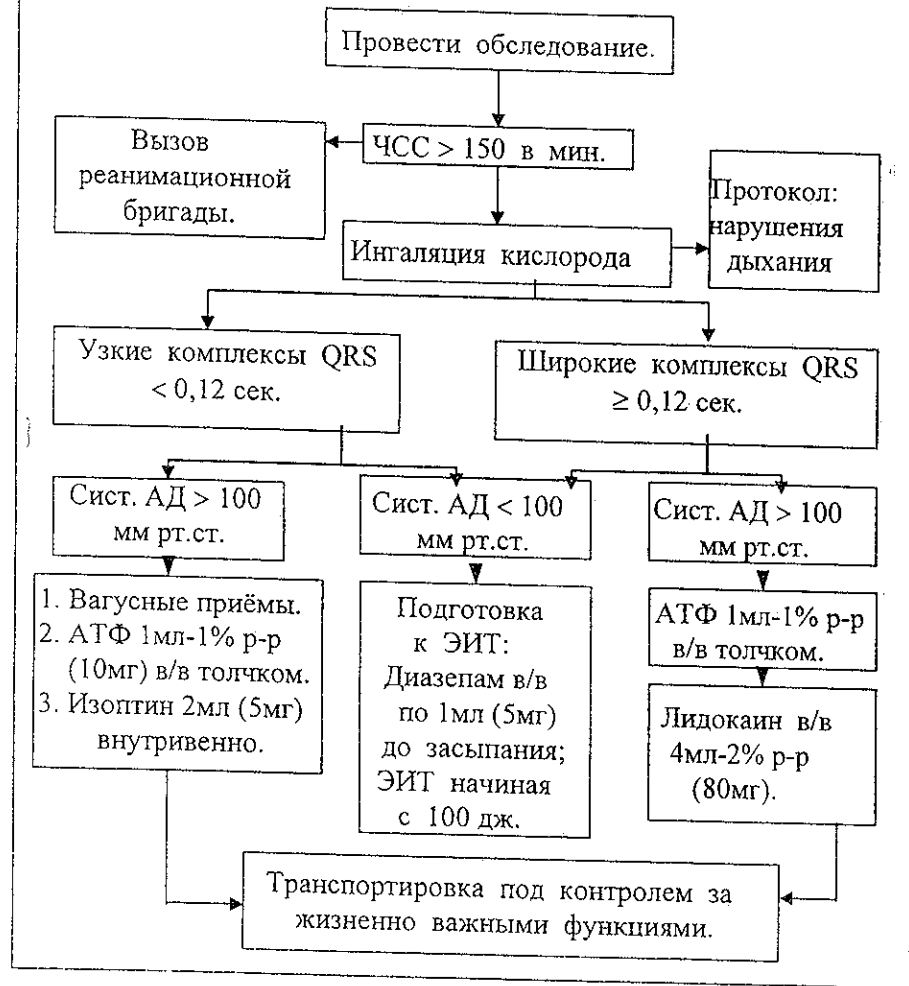 Провести обследование.
ЧСС > 150 в мин.
Вызов
реанимационной
бригады.
Протокол:
нарушения
дыхания
Ингаляция кислорода
Узкие комплексы QRS
< 0,12 сек.
Широкие комплексы QRS
≥ 0,12 сек.
Сист. АД > 100
мм рт.ст.
Сист. АД < 100
мм рт.ст.
Сист. АД > 100
мм рт.ст.
1. Вагусные приёмы.
2. АТФ 1мл-1% р-р
(10мг) в/в толчком.
3. Изоптин 2мл (5мг)
внутривенно.
Подготовка
к ЭИТ:
Диазепам в/в
по 1мл (5мг)
до засыпания;
ЭИТ начиная
с 100 дж.
АТФ 1мл-1% р-р
в/в толчком.
Лидокаин в/в
4мл-2% р-р
(80мг).
Транспортировка под контролем за
жизненно важными функциями.